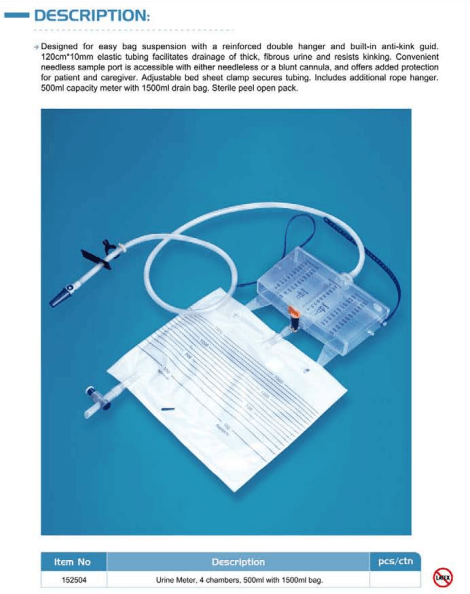 DESCRIPTION:
Designed for easy bag suspension with a reinforced double hanger and built-in anti-kink guid.
120cm*10mm elastic tubing facilitates drainage of thick, fibrous urine and resists kinking. Convenient
needless sample port is accessible with either needleless or a blunt cannula, and offers added protection
for patient and caregiver. Adjustable bed sheet clamp secures tubing. Includes additional rope hanger.
500ml capacity meter with 1500ml drain bag. Sterile peel open pack.
Item No Description pcs/ctn
152504 Urine Meter, 4 chambers, 500ml with 1500ml bag.
LATEX